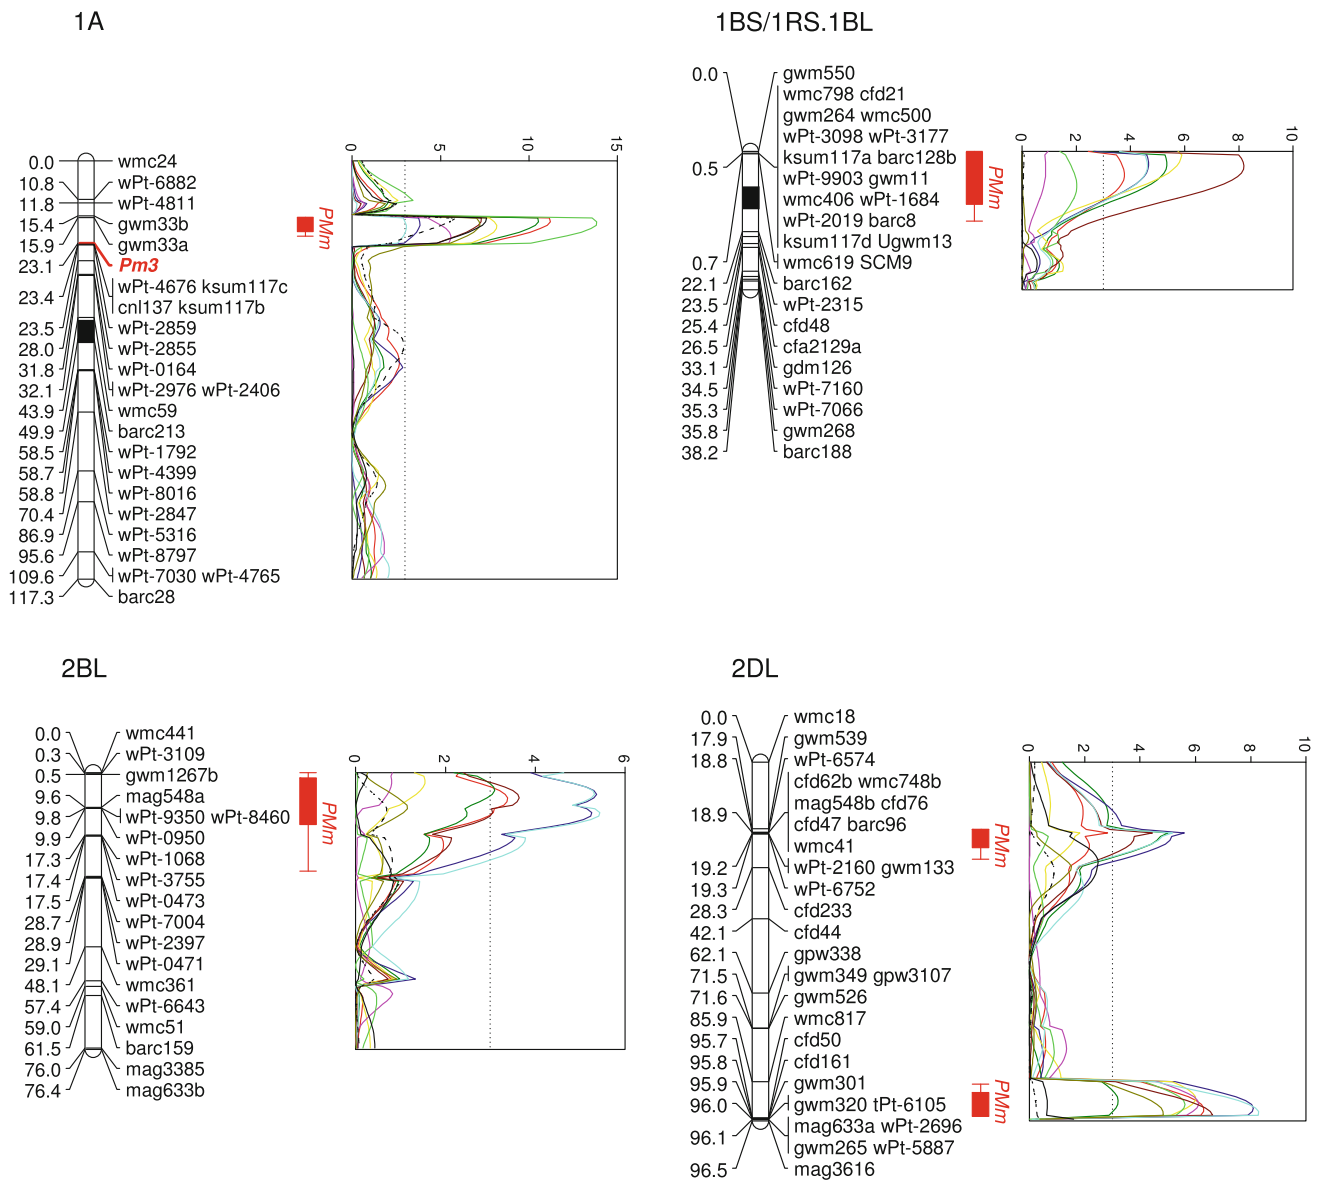 1A
0 5 10 15
0.0 wmc24
10.8 wPt-6882
11.8 wPt-4811
15.4 gwm33b
15.9 gwm33a
23.1 Pm3
wPt-4676 ksum117c
23.4
cnl137 ksum117b
23.5 wPt-2859
28.0 wPt-2855
31.8 wPt-0164
32.1 wPt-2976 wPt-2406
43.9 wmc59
49.9 barc213
58.5 wPt-1792
58.7 wPt-4399
58.8 wPt-8016
70.4 wPt-2847
86.9 wPt-5316
95.6 wPt-8797
109.6 wPt-7030 wPt-4765
117.3 barc28
PMm
1BS/1RS.1BL
0 2 4 6 8 10
0.0 gwm550
wmc798 cfd21
gwm264 wmc500
wPt-3098 wPt-3177
ksum117a barc128b
0.5
wPt-9903 gwm11
wmc406 wPt-1684
wPt-2019 barc8
ksum117d Ugwm13
0.7 wmc619 SCM9
22.1 barc162
23.5 wPt-2315
25.4 cfd48
26.5 cfa2129a
33.1 gdm126
34.5 wPt-7160
35.3 wPt-7066
35.8 gwm268
38.2 barc188
PMm
2BL
0 2 4 6
0.0 wmc441
0.3 wPt-3109
0.5 gwm1267b
9.6 mag548a
9.8 wPt-9350 wPt-8460
9.9 wPt-0950
17.3 wPt-1068
17.4 wPt-3755
17.5 wPt-0473
28.7 wPt-7004
28.9 wPt-2397
29.1 wPt-0471
48.1 wmc361
57.4 wPt-6643
59.0 wmc51
61.5 barc159
76.0 mag3385
76.4 mag633b
PMm
2DL
0 2 4 6 8 10
0.0 wmc18
17.9 gwm539
18.8 wPt-6574
cfd62b wmc748b
mag548b cfd76
18.9
cfd47 barc96
wmc41
19.2 wPt-2160 gwm133
19.3 wPt-6752
28.3 cfd233
42.1 cfd44
62.1 gpw338
71.5 gwm349 gpw3107
71.6 gwm526
85.9 wmc817
95.7 cfd50
95.8 cfd161
95.9 gwm301
96.0 gwm320 tPt-6105
mag633a wPt-2696
96.1
gwm265 wPt-5887
96.5 mag3616
PMm
PMm